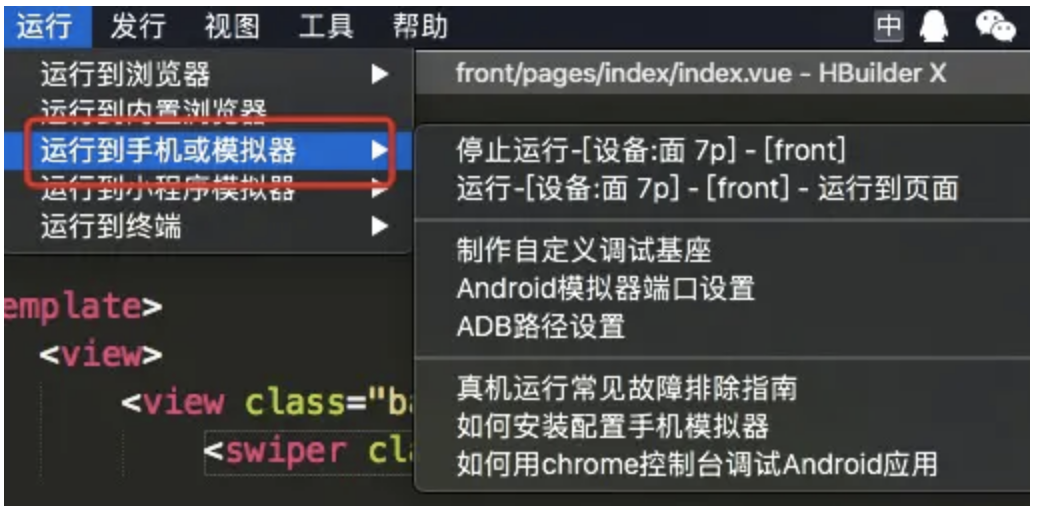 运行 发行 视图 工具 帮助 中
运行到浏览器
运行到内置浏览器
运行到手机或模拟器
运行到小程序模拟器
运行到终端
front/pages/index/index.vue - HBuilder X
停止运行-[设备:面 7p] - [front]
运行-[设备:面 7p] - [front] - 运行到页面
制作自定义调试基座
Android模拟器端口设置
ADB路径设置
真机运行常见故障排除指南
如何安装配置手机模拟器
如何用chrome控制台调试Android应用
emplate>
<view>
<view class="ba
<swiper cla